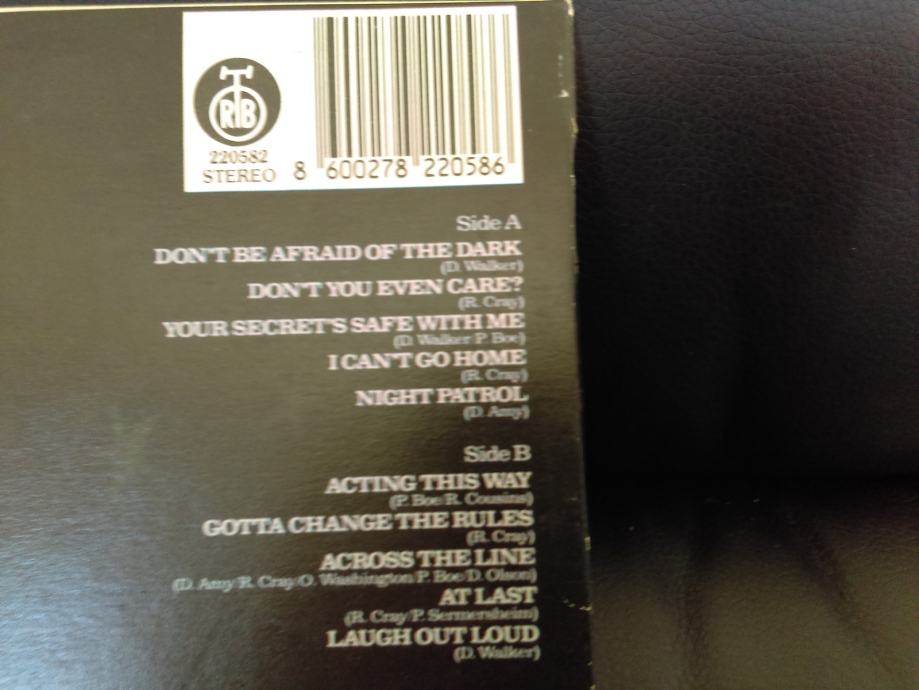 RTB
220582
STEREO
8 600278 220586
Side A
DON'T BE AFRAID OF THE DARK
(D. Walker)
DON'T YOU EVEN CARE?
(R. Cray)
YOUR SECRET'S SAFE WITH ME
(D. Walker/P. Boe)
I CAN'T GO HOME
(R. Cray)
NIGHT PATROL
(D. Amy)
Side B
ACTING THIS WAY
(P. Boe/R. Cousins)
GOTTA CHANGE THE RULES
(R. Cray)
ACROSS THE LINE
(D. Amy/R. Cray/O. Washington/P. Boe/D. Olson)
AT LAST
(R. Cray/P. Sermersheim)
LAUGH OUT LOUD
(D. Walker)